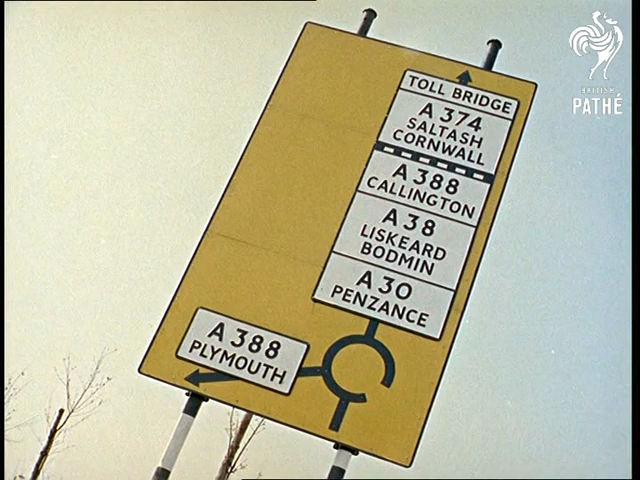 TOLL BRIDGE
A 374
SALTASH
CORNWALL
A 388
CALLINGTON
A 38
LISKEARD
BODMIN
A 30
PENZANCE
A 388
PLYMOUTH
BRITISH
PATHÉ